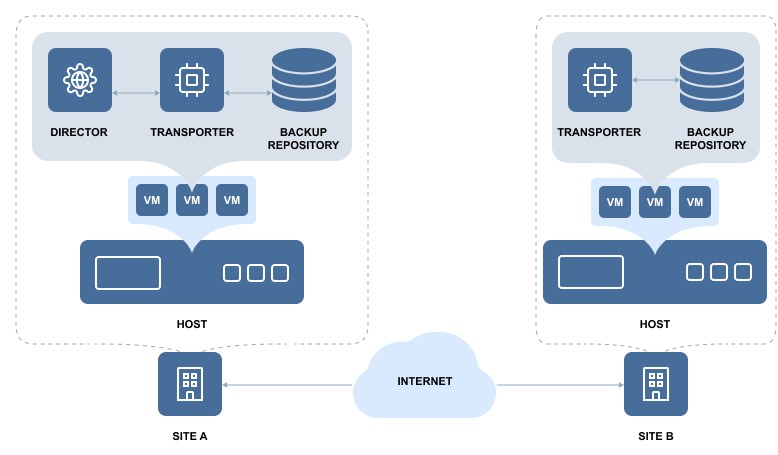 DIRECTOR
TRANSPORTER
BACKUP
REPOSITORY
VM VM VM
HOST
SITE A
INTERNET
TRANSPORTER
BACKUP
REPOSITORY
VM VM VM
HOST
SITE B